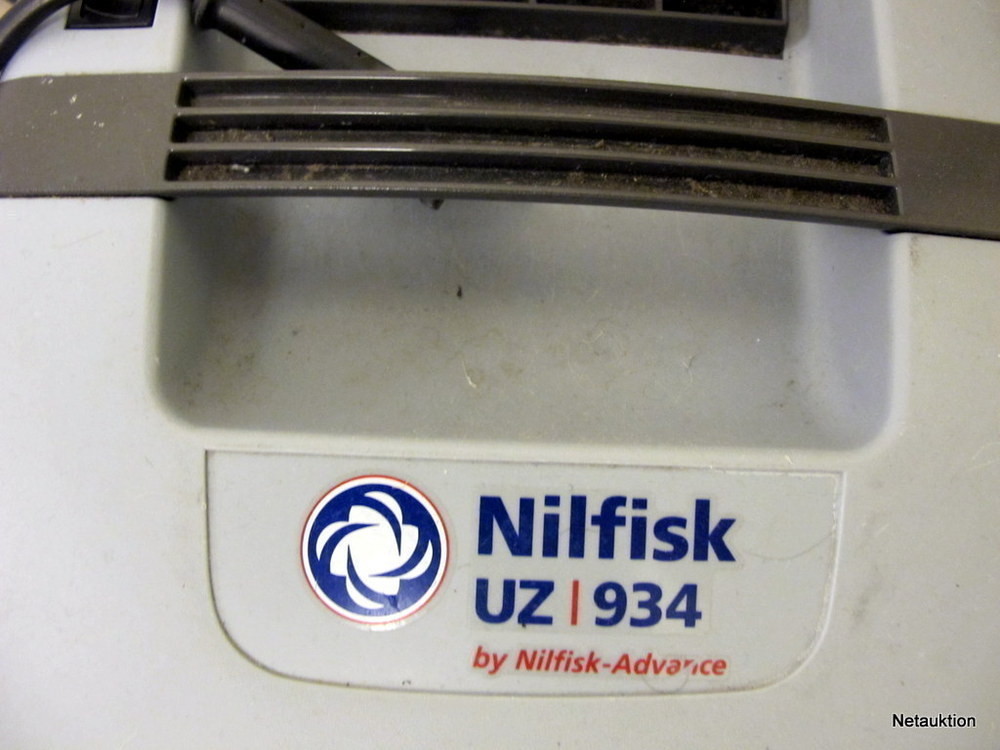 Nilfisk
UZ | 934
by Nilfisk-Advance
Netauktion